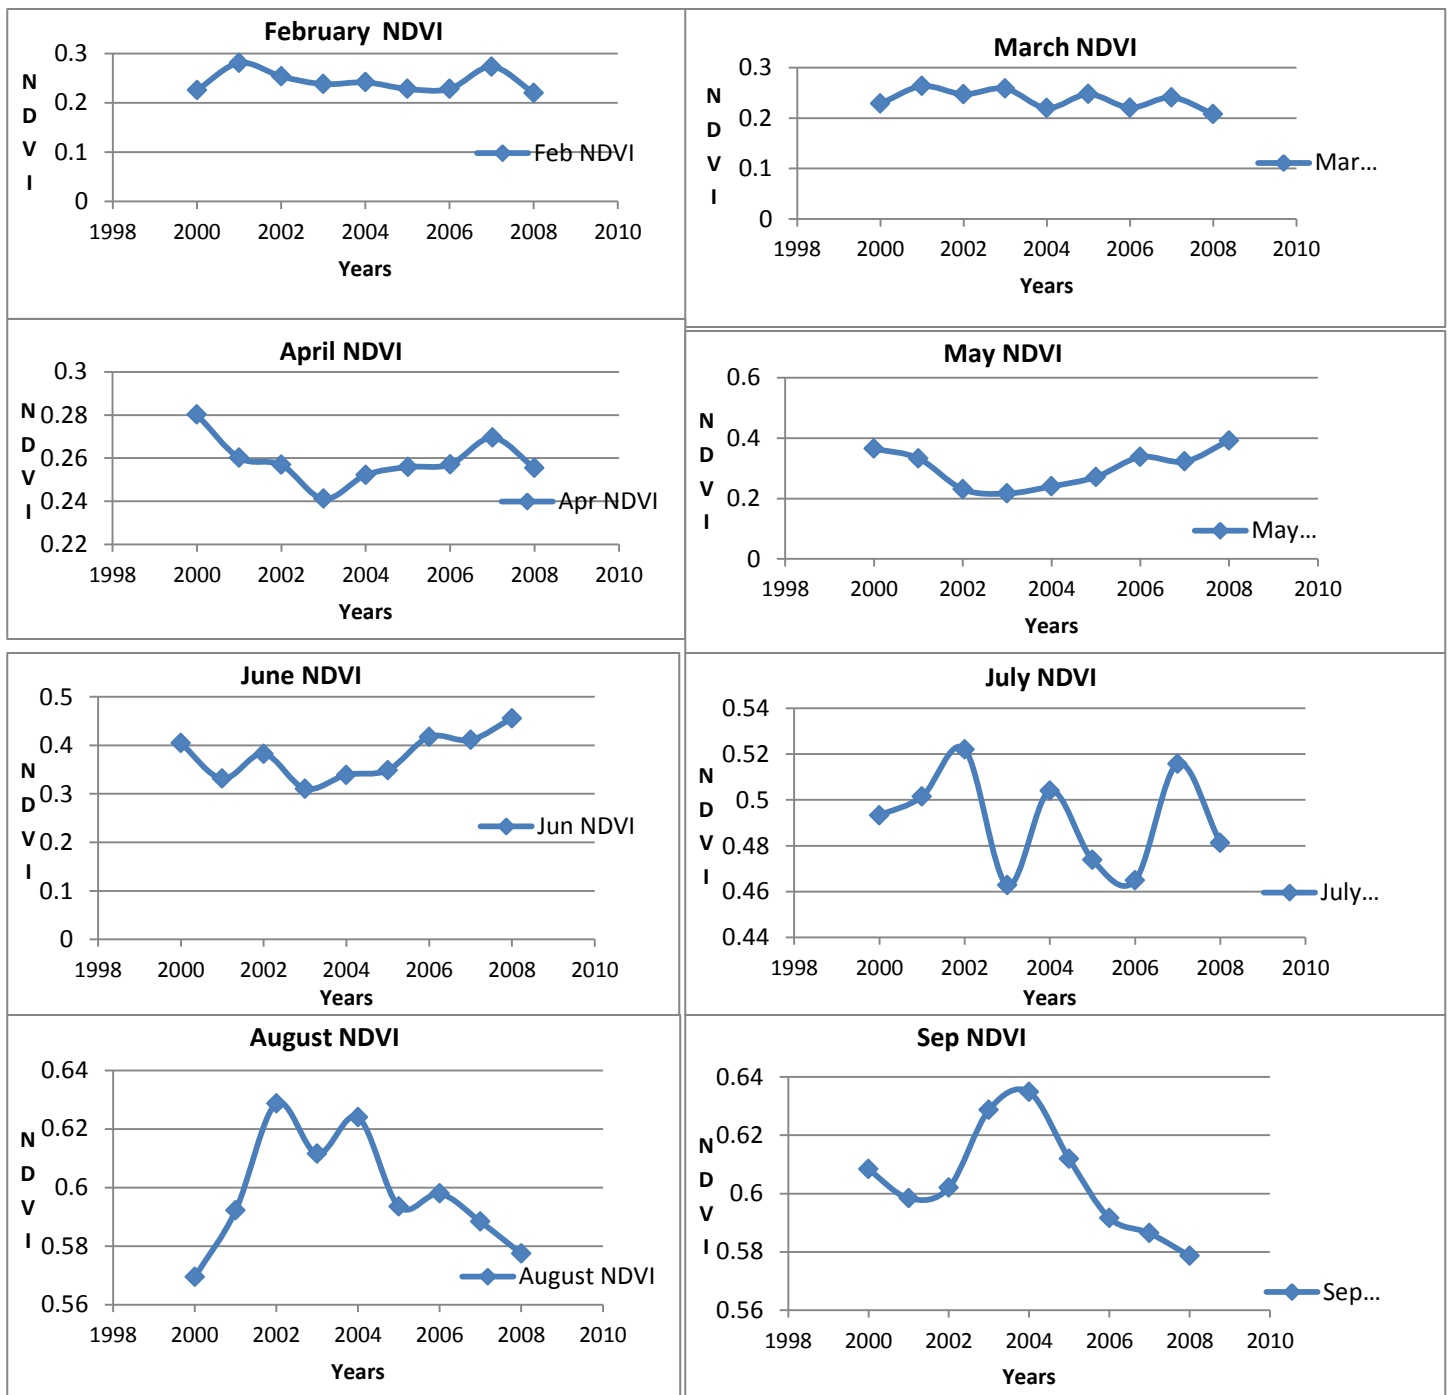 February  NDVI
0.3
0.2
0.1
0
N
D
V
I
Feb NDVI
1998 2000 2002 2004 2006 2008 2010
Years
March NDVI
0.3
0.2
0.1
0
N
D
V
I
Mar...
1998 2000 2002 2004 2006 2008 2010
Years
April NDVI
0.3
0.28
0.26
0.24
0.22
N
D
V
I
Apr NDVI
1998 2000 2002 2004 2006 2008 2010
Years
May NDVI
0.6
0.4
0.2
0
N
D
V
I
May...
1998 2000 2002 2004 2006 2008 2010
Years
June NDVI
0.5
0.4
0.3
0.2
0.1
0
N
D
V
I
Jun NDVI
1998 2000 2002 2004 2006 2008 2010
Years
July NDVI
0.54
0.52
0.5
0.48
0.46
0.44
N
D
V
I
July...
1998 2000 2002 2004 2006 2008 2010
Years
August NDVI
0.64
0.62
0.6
0.58
0.56
N
D
V
I
August NDVI
1998 2000 2002 2004 2006 2008 2010
Years
Sep NDVI
0.64
0.62
0.6
0.58
0.56
N
D
V
I
Sep...
1998 2000 2002 2004 2006 2008 2010
Years